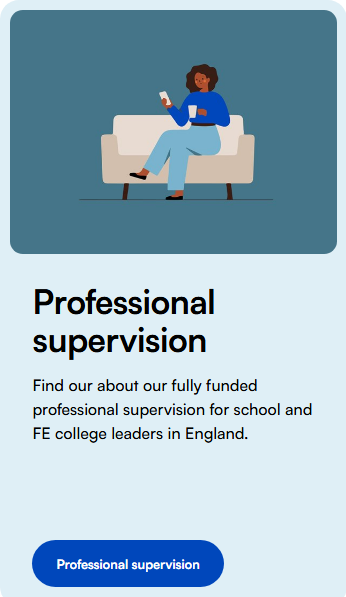 Professional
supervision
Find our about our fully funded
professional supervision for school and
FE college leaders in England.
Professional supervision